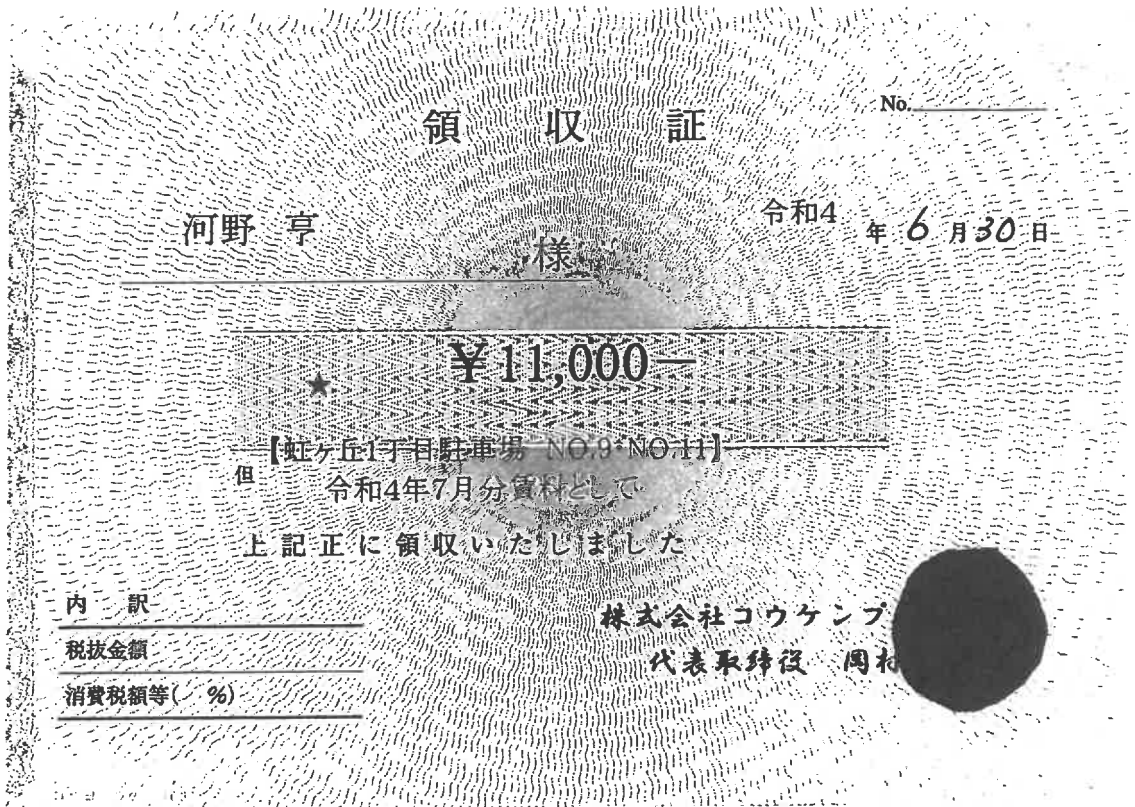 領 収 証
No.
河野 亨 様
令和4 年 6 月 30 日
★ ¥11,000－
但 【虹ヶ丘1丁目駐車場 NO.9・NO.11】
令和4年7月分賃料として
上記正に領収いたしました
内 訳
税抜金額
消費税額等( %)
株式会社コウケンプ
代表取締役 岡村